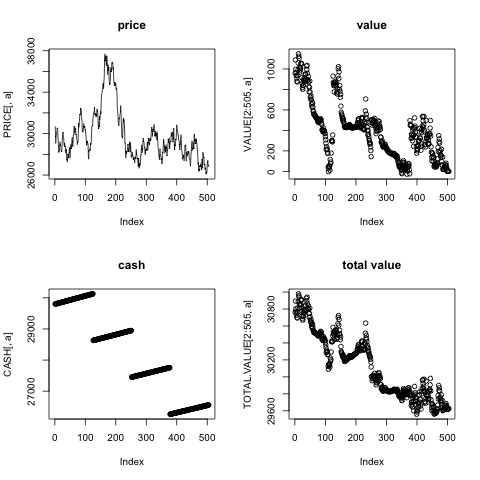 price
PRICE[, a]
26000 30000 34000 38000
0 100 200 300 400 500
Index
value
VALUE[2:505, a]
0 200 600 1000
0 100 200 300 400 500
Index
cash
CASH[, a]
27000 29000
0 100 200 300 400 500
Index
total value
TOTAL.VALUE[2:505, a]
29600 30200 30800
0 100 200 300 400 500
Index